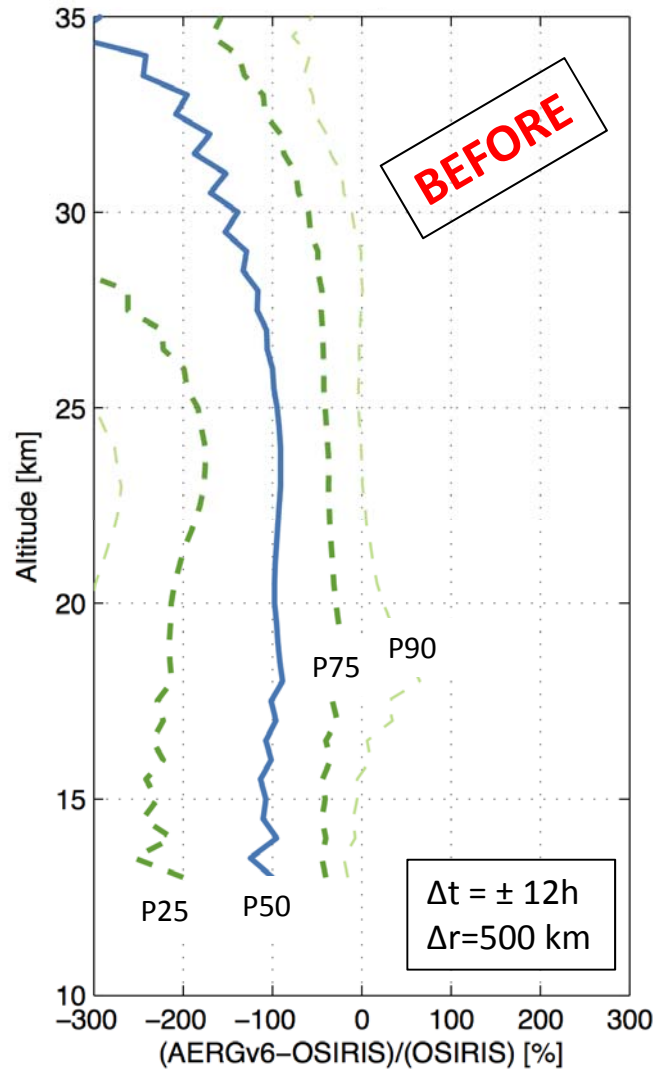 35
30
25
20
15
10
Altitude [km]
BEFORE
P75
P90
P25
P50
Δt = ± 12h
Δr=500 km
−300 −200 −100 0 100 200 300
(AERGv6−OSIRIS)/(OSIRIS) [%]